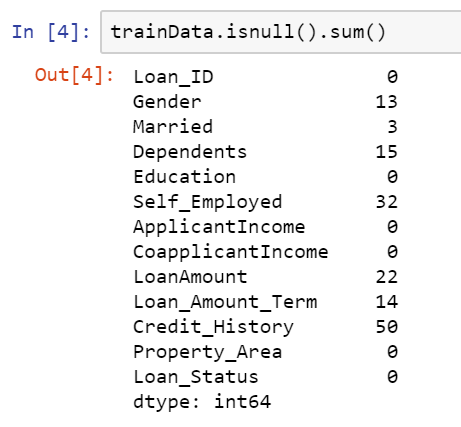 In [4]: trainData.isnull().sum()
Out[4]: Loan_ID 0
Gender 13
Married 3
Dependents 15
Education 0
Self_Employed 32
ApplicantIncome 0
CoapplicantIncome 0
LoanAmount 22
Loan_Amount_Term 14
Credit_History 50
Property_Area 0
Loan_Status 0
dtype: int64